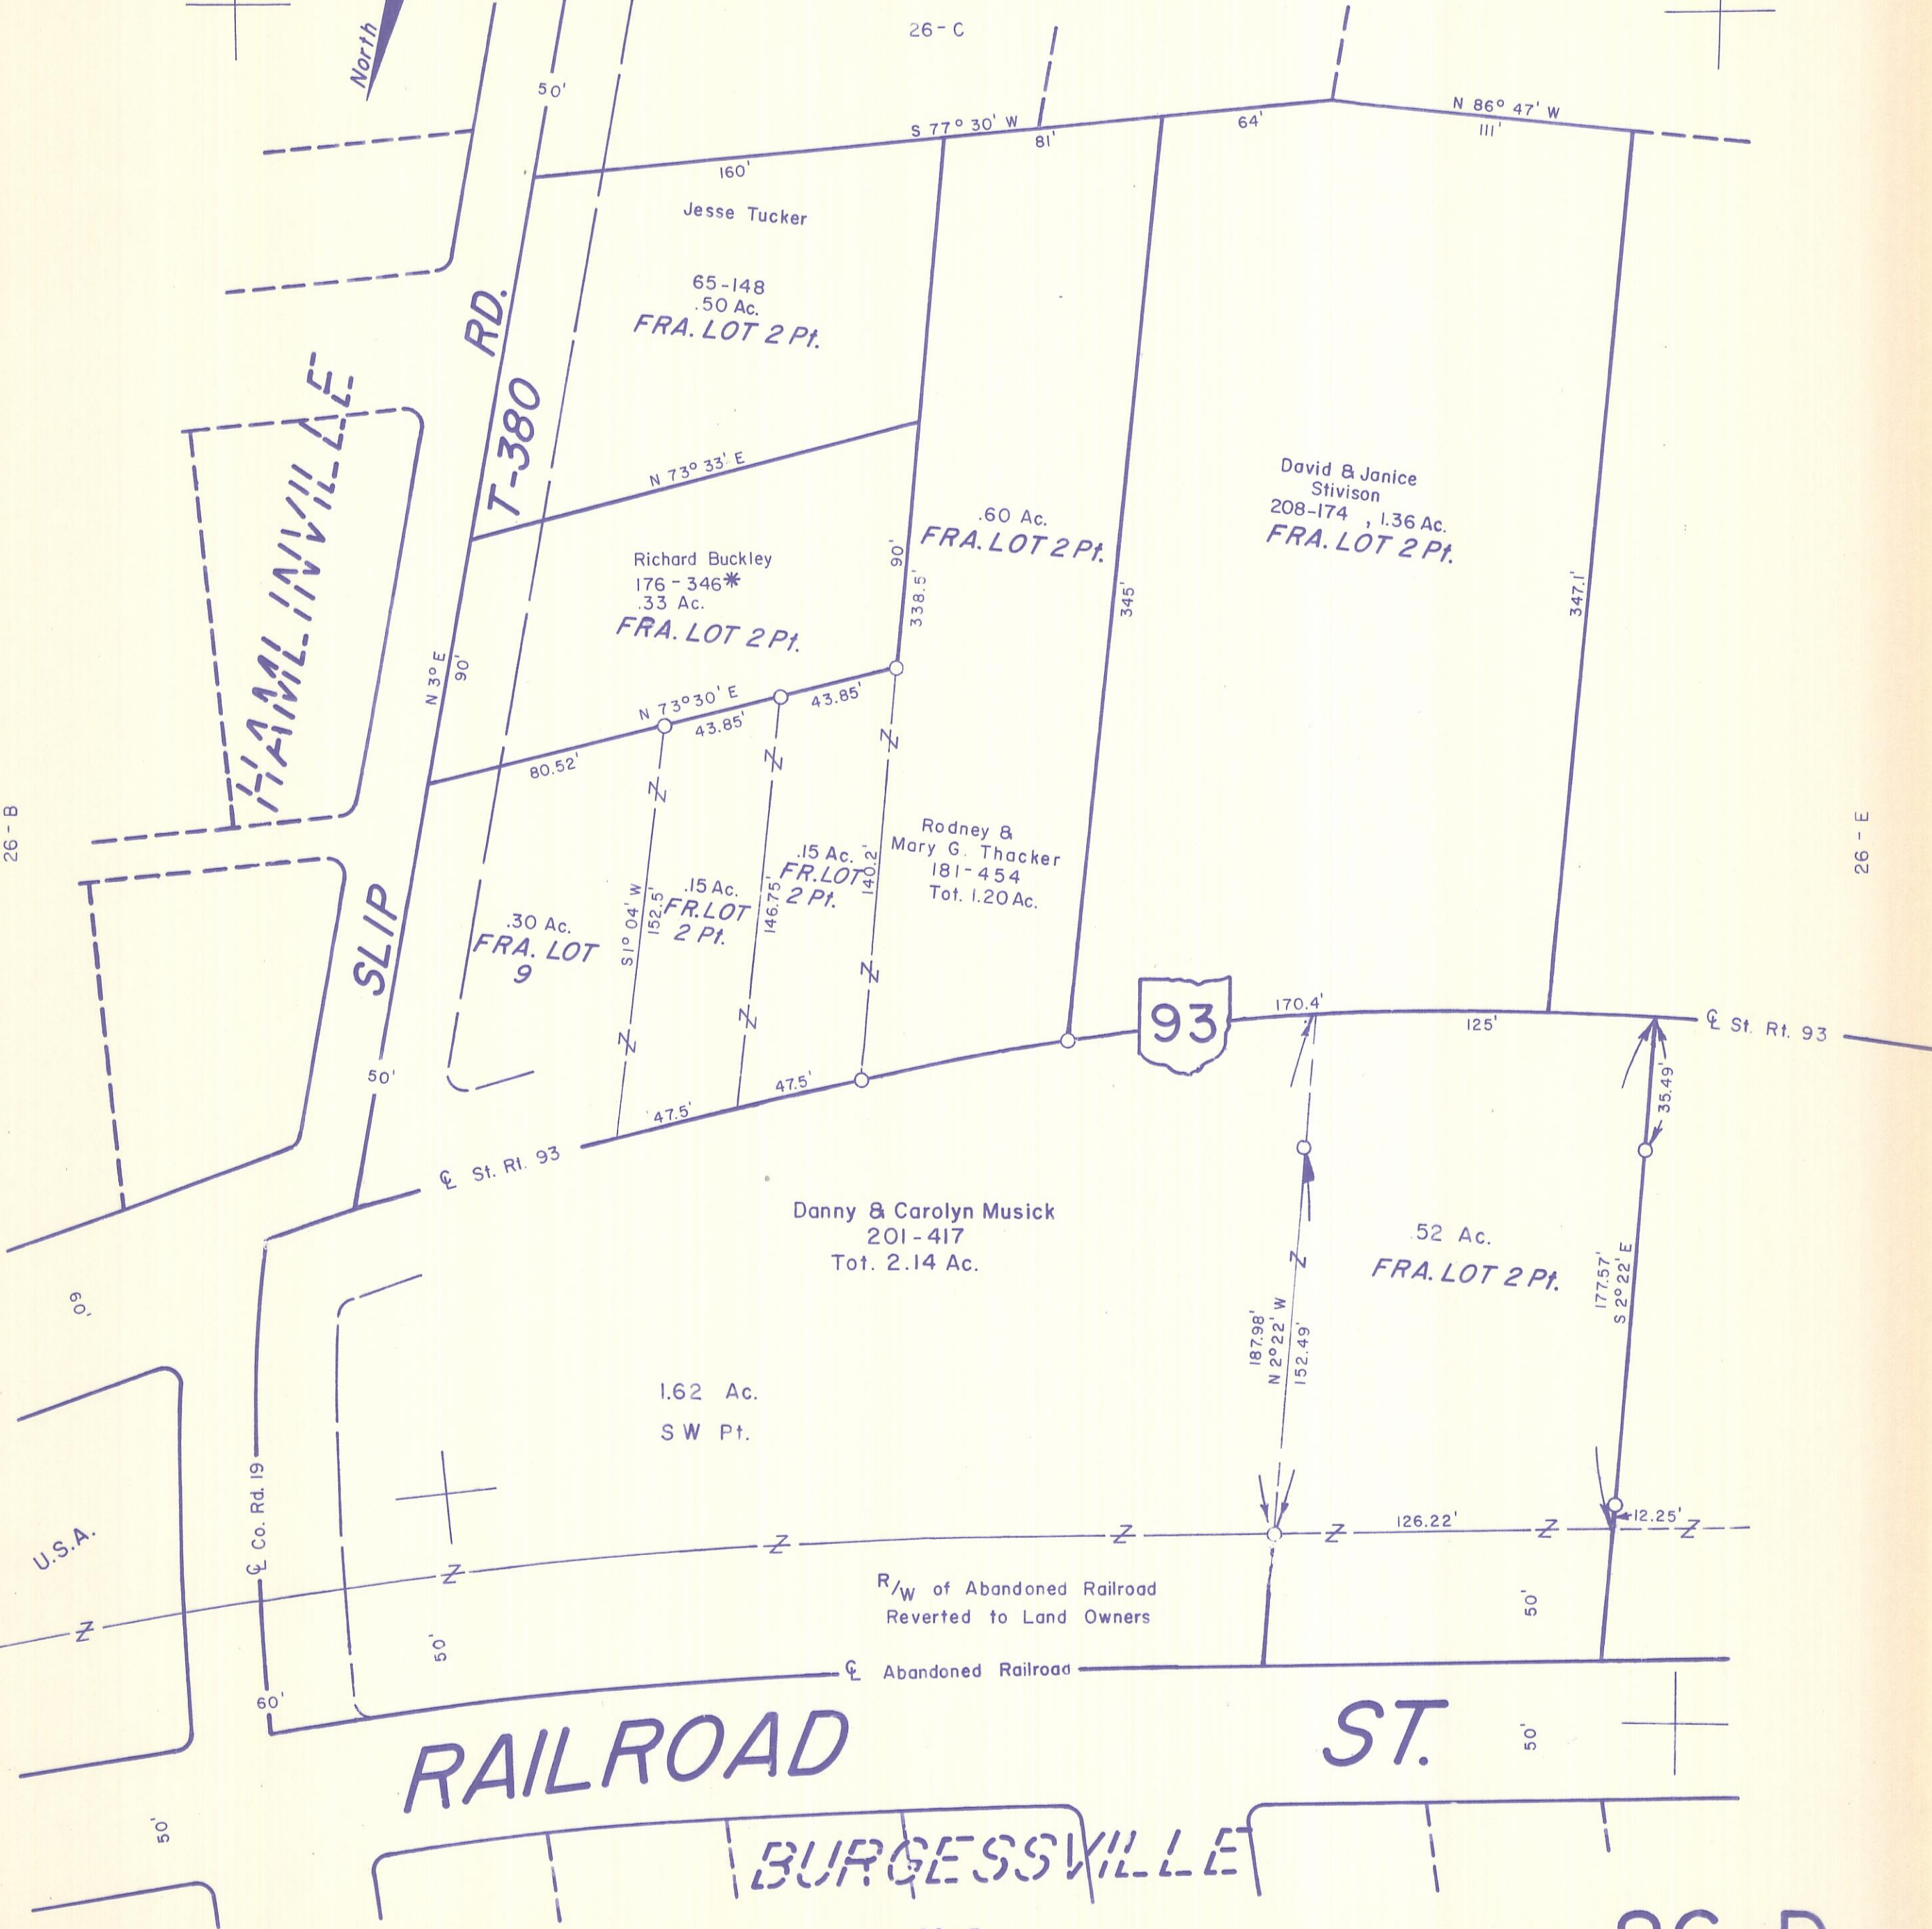 North
26-C
50'
S 77° 30' W
N 86° 47' W
160'
81'
64'
111'
Jesse Tucker
65-148
.50 Ac.
FRA. LOT 2 Pt.
RD.
T-380
HAMLINVILLE
N 73° 33' E
David & Janice
Stivison
208-174 , 1.36 Ac.
FRA. LOT 2 Pt.
.60 Ac.
FRA. LOT 2 Pt.
Richard Buckley
176-346*
.33 Ac.
FRA. LOT 2 Pt.
90'
338.5'
345'
347.1'
N 3° E
90'
N 73° 30' E
43.85'
43.85'
80.52'
26-B
26-E
Rodney &
Mary G. Thacker
181-454
Tot. 1.20 Ac.
.15 Ac.
FR. LOT
2 Pt.
140.2'
.15 Ac.
FR. LOT
2 Pt.
146.75'
S 1° 04' W
152.5'
.30 Ac.
FRA. LOT
9
SLIP
50'
93
170.4'
125'
℄ St. Rt. 93
47.5'
47.5'
℄ St. Rt. 93
35.49'
Danny & Carolyn Musick
201-417
Tot. 2.14 Ac.
.52 Ac.
FRA. LOT 2 Pt.
177.57'
S 2° 22' E
187.98'
N 2° 22' W
152.49'
60'
1.62 Ac.
SW Pt.
℄ Co. Rd. 19
U.S.A.
126.22'
12.25'
R/W of Abandoned Railroad
Reverted to Land Owners
50'
50'
℄ Abandoned Railroad
60'
RAILROAD ST.
50'
50'
BURGESSVILLE